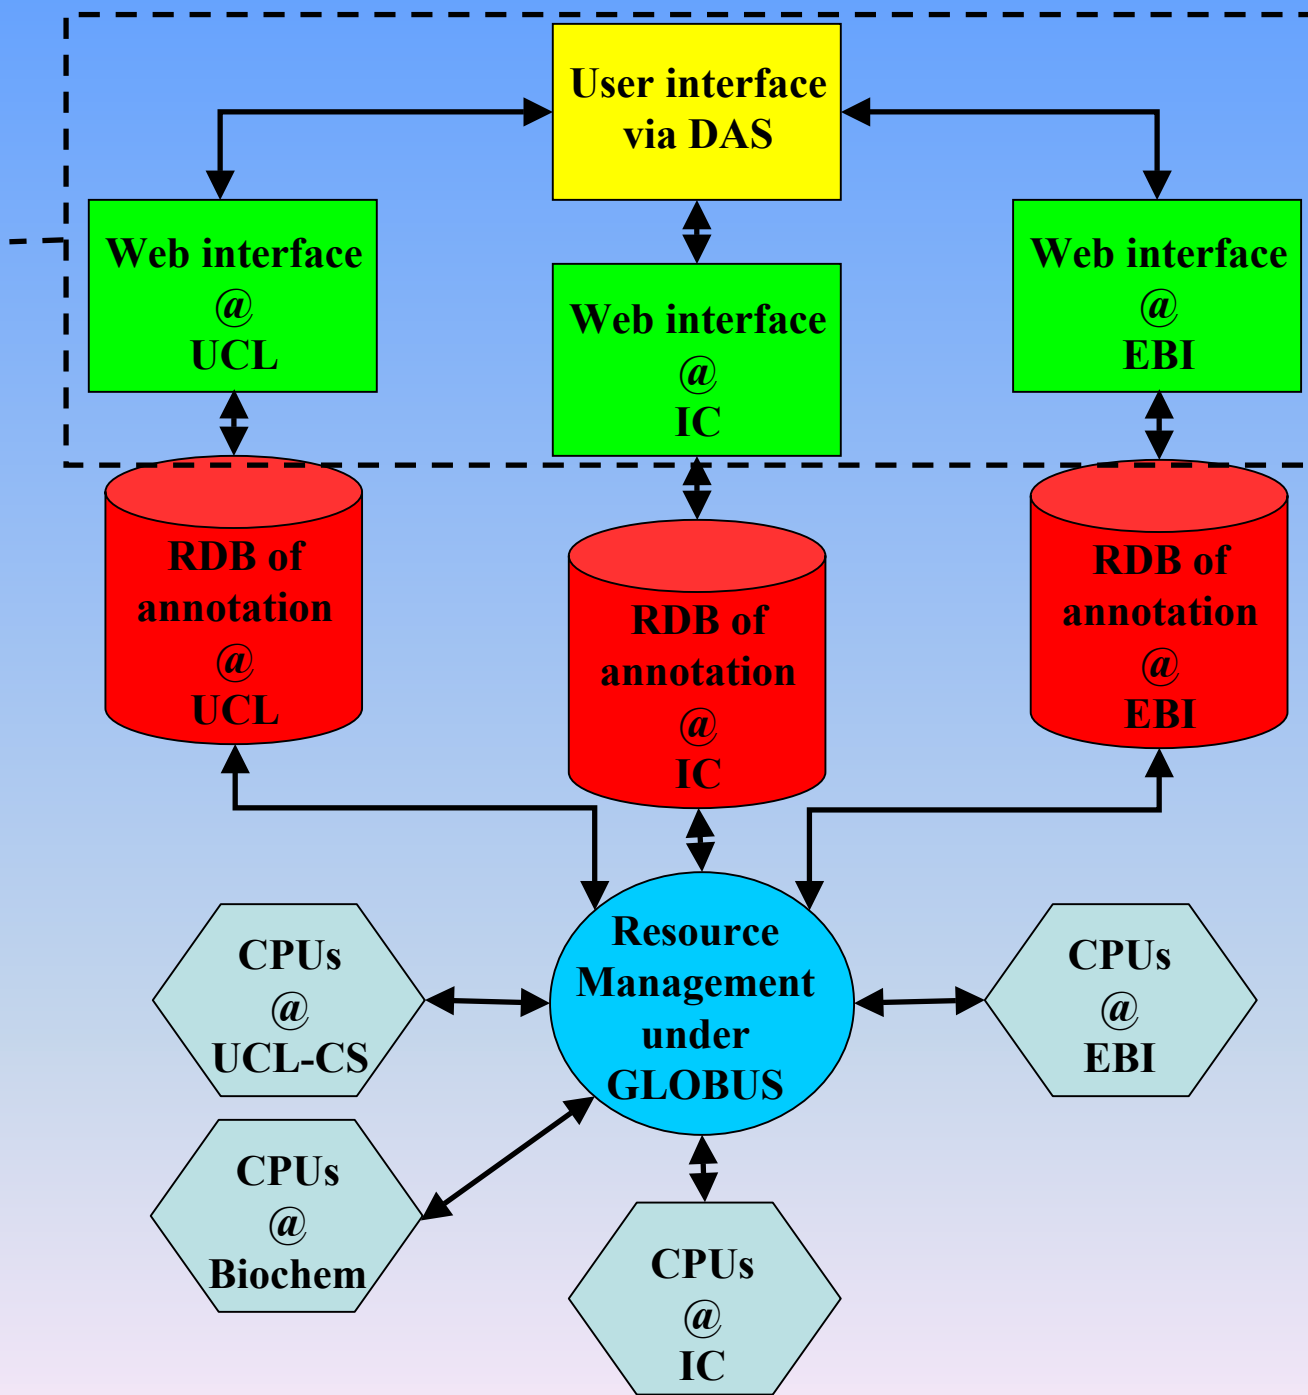 User interface
via DAS
Web interface
@
UCL
Web interface
@
IC
Web interface
@
EBI
RDB of
annotation
@
UCL
RDB of
annotation
@
IC
RDB of
annotation
@
EBI
Resource
Management
under
GLOBUS
CPUs
@
UCL-CS
CPUs
@
EBI
CPUs
@
Biochem
CPUs
@
IC